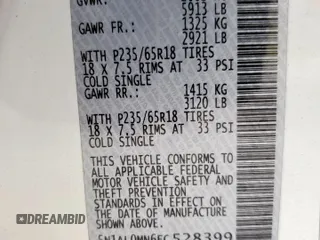 GVWR: 5913 LB
GAWR FR.: 1325 KG
2921 LB
WITH P235/65R18 TIRES
18 X 7.5 RIMS AT 33 PSI
COLD SINGLE
GAWR RR.: 1415 KG
3120 LB
WITH P235/65R18 TIRES
18 X 7.5 RIMS AT 33 PSI
COLD SINGLE
THIS VEHICLE CONFORMS TO
ALL APPLICABLE FEDERAL
MOTOR VEHICLE SAFETY AND
THEFT PREVENTION
STANDARDS IN EFFECT ON
THE DATE OF MANUFACTURE
SHOWN ABOVE.
5N1AL0MN6FC528399
DREAMBID